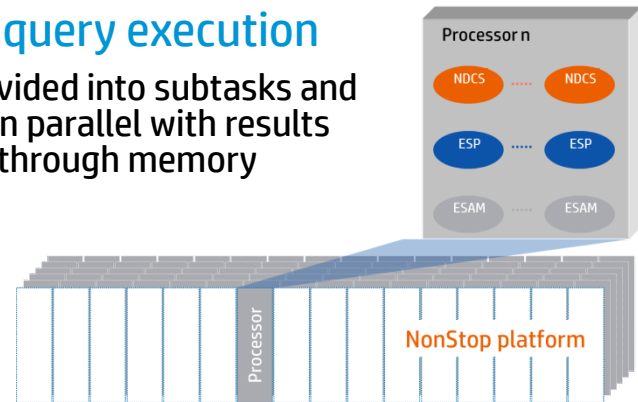 query execution
vided into subtasks and
n parallel with results
through memory
Processor n
NDCS ..... NDCS
ESP ..... ESP
ESAM ..... ESAM
Processor
NonStop platform